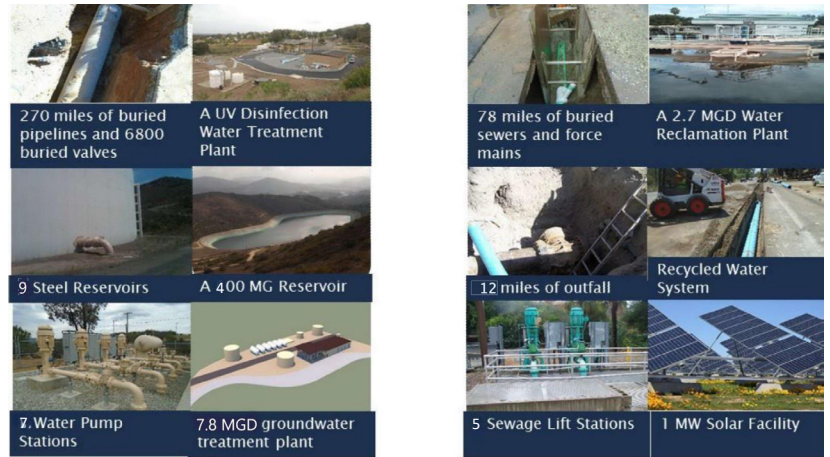 270 miles of buried
pipelines and 6800
buried valves
A UV Disinfection
Water Treatment
Plant
9 Steel Reservoirs
A 400 MG Reservoir
7 Water Pump
Stations
7.8 MGD groundwater
treatment plant
78 miles of buried
sewers and force
mains
A 2.7 MGD Water
Reclamation Plant
12 miles of outfall
Recycled Water
System
5 Sewage Lift Stations
1 MW Solar Facility